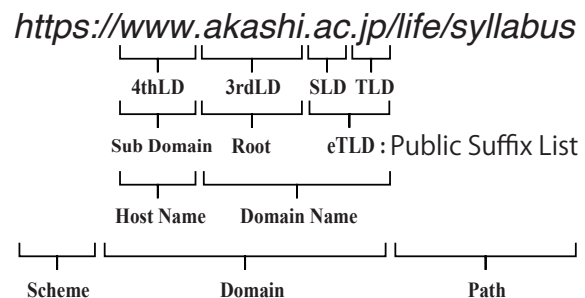 https://www.akashi.ac.jp/life/syllabus
4thLD 3rdLD SLD TLD
Sub Domain Root eTLD : Public Suffix List
Host Name Domain Name
Scheme Domain Path